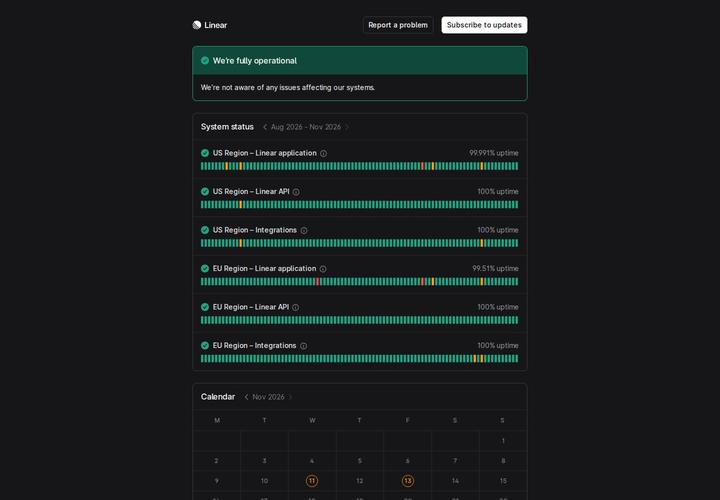 Linear
Report a problem
Subscribe to updates
We're fully operational
We're not aware of any issues affecting our systems.
System status
Aug 2026 - Nov 2026
US Region – Linear application
99.991% uptime
US Region – Linear API
100% uptime
US Region – Integrations
100% uptime
EU Region – Linear application
99.51% uptime
EU Region – Linear API
100% uptime
EU Region – Integrations
100% uptime
Calendar
Nov 2026
M T W T F S S
1
2 3 4 5 6 7 8
9 10 11 12 13 14 15